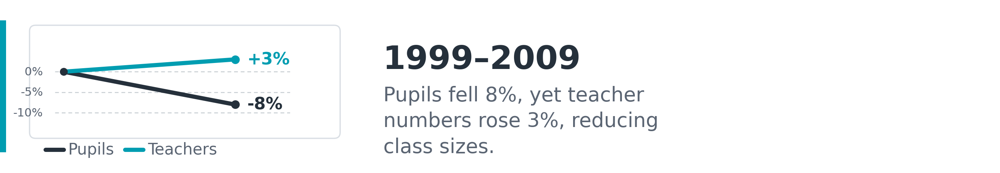 +3%
0%
-5%
-8%
-10%
Pupils Teachers
1999–2009
Pupils fell 8%, yet teacher
numbers rose 3%, reducing
class sizes.